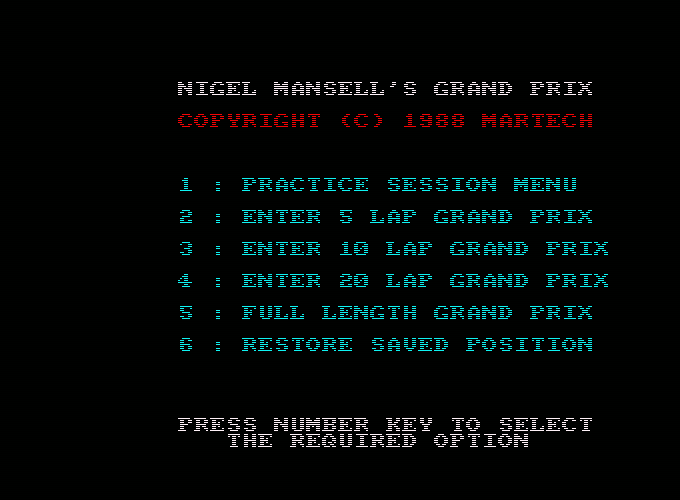 NIGEL MANSELL'S GRAND PRIX
COPYRIGHT (C) 1988 MARTECH
1 : PRACTICE SESSION MENU
2 : ENTER 5 LAP GRAND PRIX
3 : ENTER 10 LAP GRAND PRIX
4 : ENTER 20 LAP GRAND PRIX
5 : FULL LENGTH GRAND PRIX
6 : RESTORE SAVED POSITION
PRESS NUMBER KEY TO SELECT
THE REQUIRED OPTION